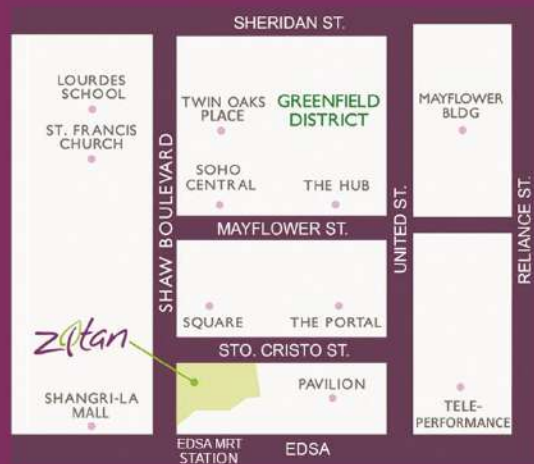 SHERIDAN ST.
LOURDES
SCHOOL
ST. FRANCIS
CHURCH
TWIN OAKS
PLACE
GREENFIELD
DISTRICT
MAYFLOWER
BLDG
SOHO
CENTRAL
THE HUB
SHAW BOULEVARD
MAYFLOWER ST.
UNITED ST.
RELIANCE ST.
SQUARE
THE PORTAL
zitan
STO. CRISTO ST.
SHANGRI-LA
MALL
PAVILION
TELE-
PERFORMANCE
EDSA MRT
STATION
EDSA